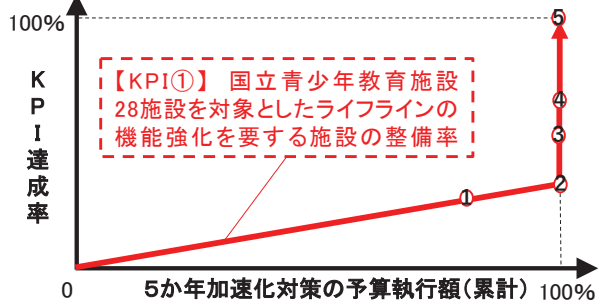 100%
KPI達成率
【KPI①】 国立青少年教育施設
28施設を対象としたライフラインの
機能強化を要する施設の整備率
5
4
3
2
1
0
5か年加速化対策の予算執行額(累計)
100%